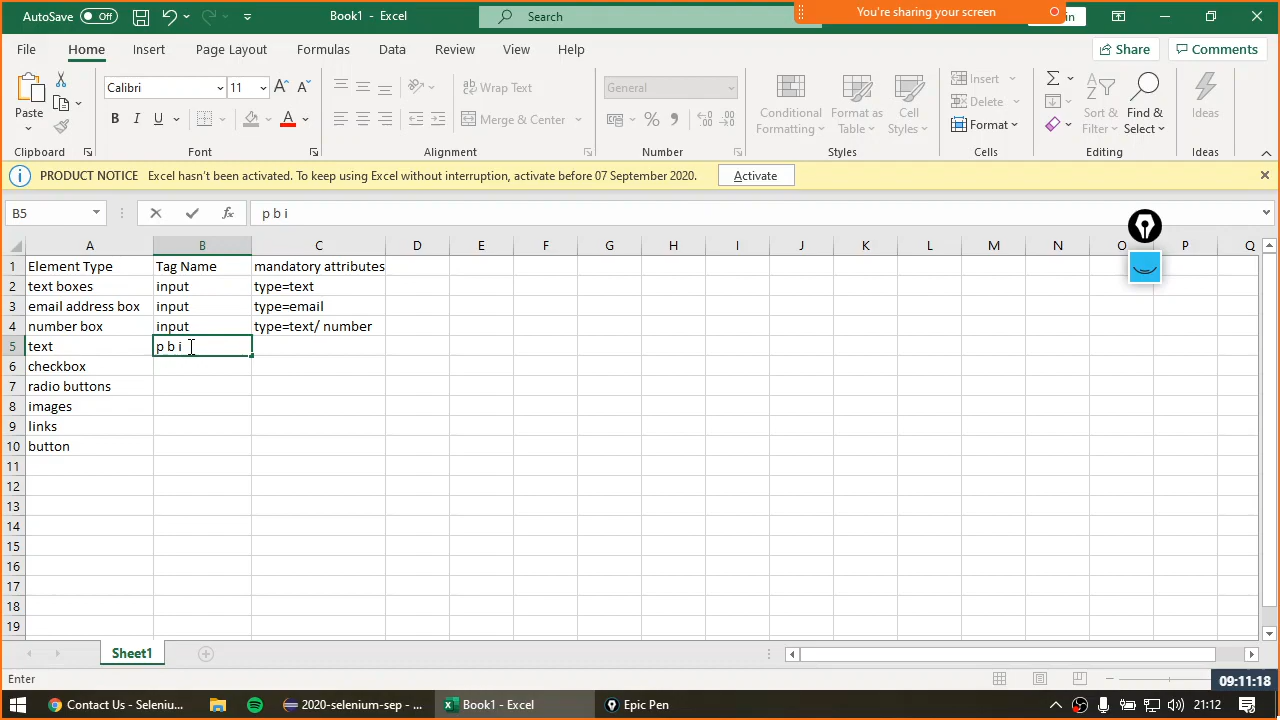 AutoSave Off Book1 - Excel Search You're sharing your screen in
File Home Insert Page Layout Formulas Data Review View Help Share Comments
Calibri 11 Wrap Text General Insert
Paste Merge & Center Conditional Formatting Format as Table Cell Styles Delete Sort & Filter Find & Select Ideas
Format
Clipboard Font Alignment Number Styles Cells Editing Ideas
PRODUCT NOTICE Excel hasn't been activated. To keep using Excel without interruption, activate before 07 September 2020. Activate
B5 fx p b i
A B C D E F G H I J K L M N O P Q
1 Element Type Tag Name mandatory attributes
2 text boxes input type=text
3 email address box input type=email
4 number box input type=text/ number
5 text p b i
6 checkbox
7 radio buttons
8 images
9 links
10 button
11
12
13
14
15
16
17
18
19
Sheet1
Enter 09:11:18
Contact Us - Seleniu... 2020-selenium-sep - ... Book1 - Excel Epic Pen 21:12